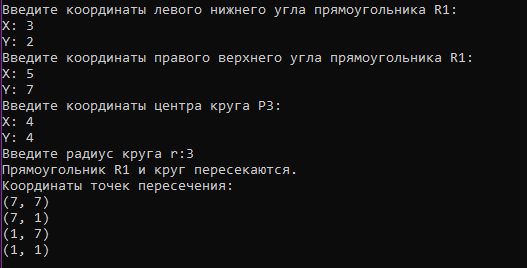 Введите координаты левого нижнего угла прямоугольника R1:
X: 3
Y: 2
Введите координаты правого верхнего угла прямоугольника R1:
X: 5
Y: 7
Введите координаты центра круга P3:
X: 4
Y: 4
Введите радиус круга r:3
Прямоугольник R1 и круг пересекаются.
Координаты точек пересечения:
(7, 7)
(7, 1)
(1, 7)
(1, 1)